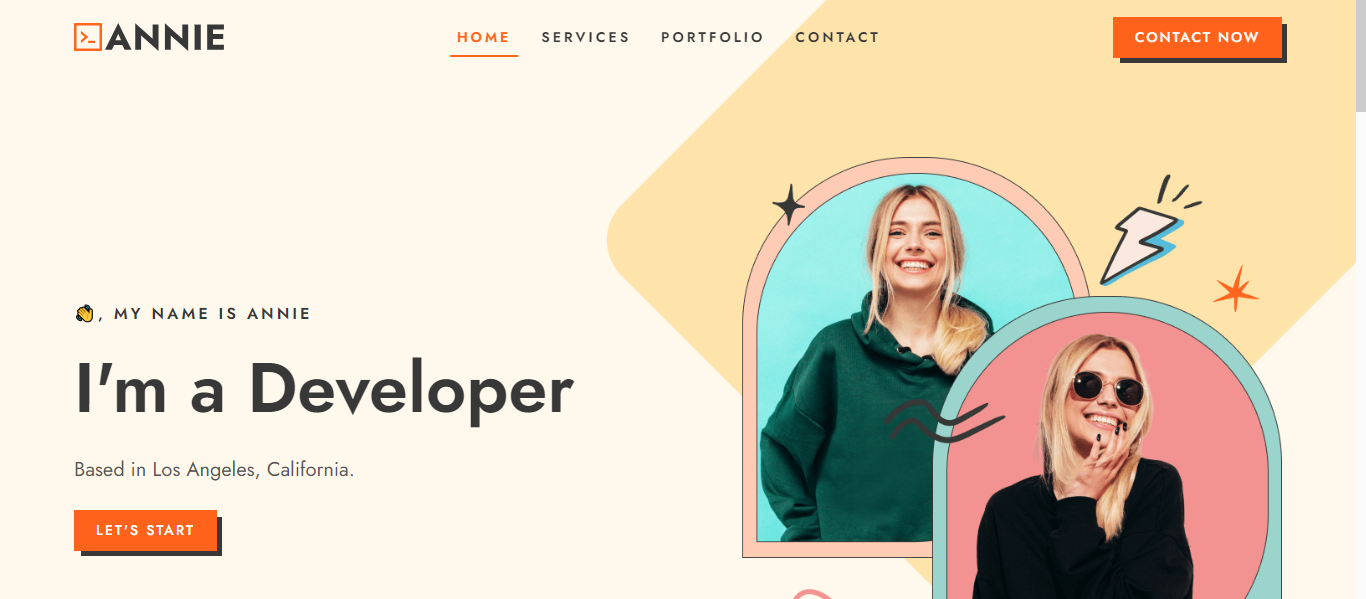 ANNIE
HOME SERVICES PORTFOLIO CONTACT
CONTACT NOW
👋, MY NAME IS ANNIE
I'm a Developer
Based in Los Angeles, California.
LET'S START